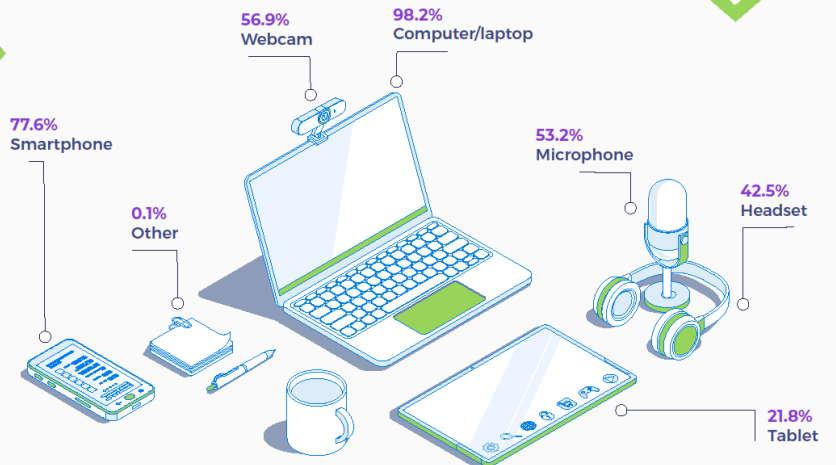 56.9%
Webcam
98.2%
Computer/laptop
77.6%
Smartphone
53.2%
Microphone
42.5%
Headset
0.1%
Other
21.8%
Tablet